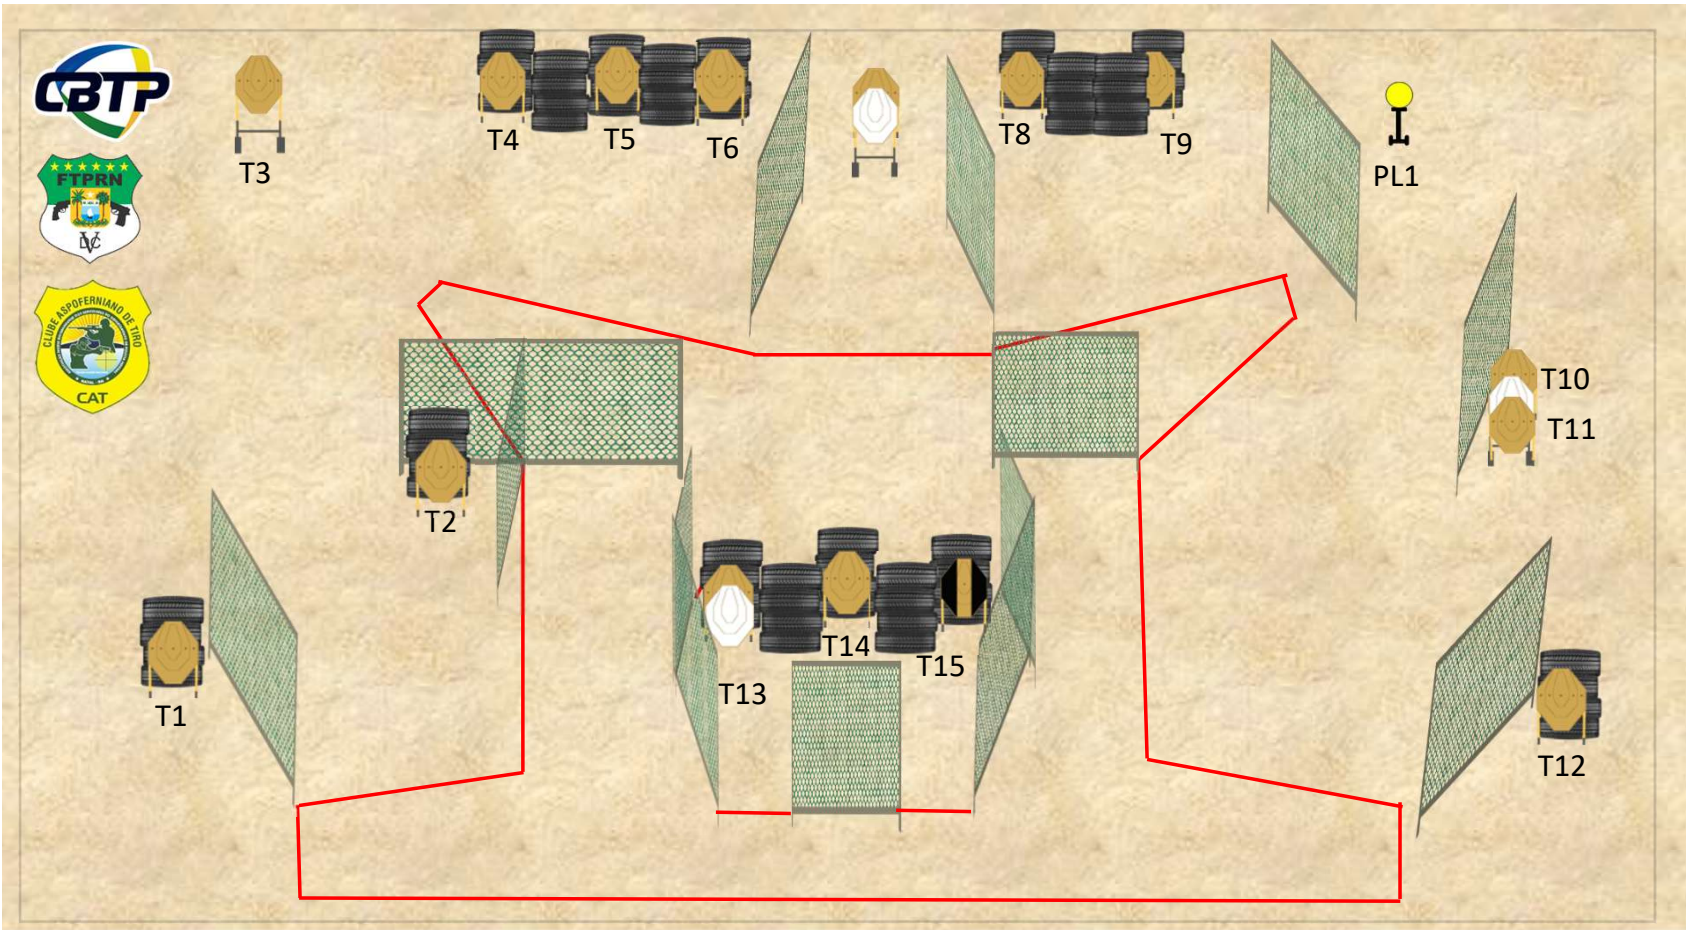 CBTP
FTPRN
DC
V
CLUBE ASPOFERNIANO DE TIRO
CAT
T3
T4
T5
T6
T8
T9
PL1
T10
T11
T2
T1
T13
T14
T15
T12